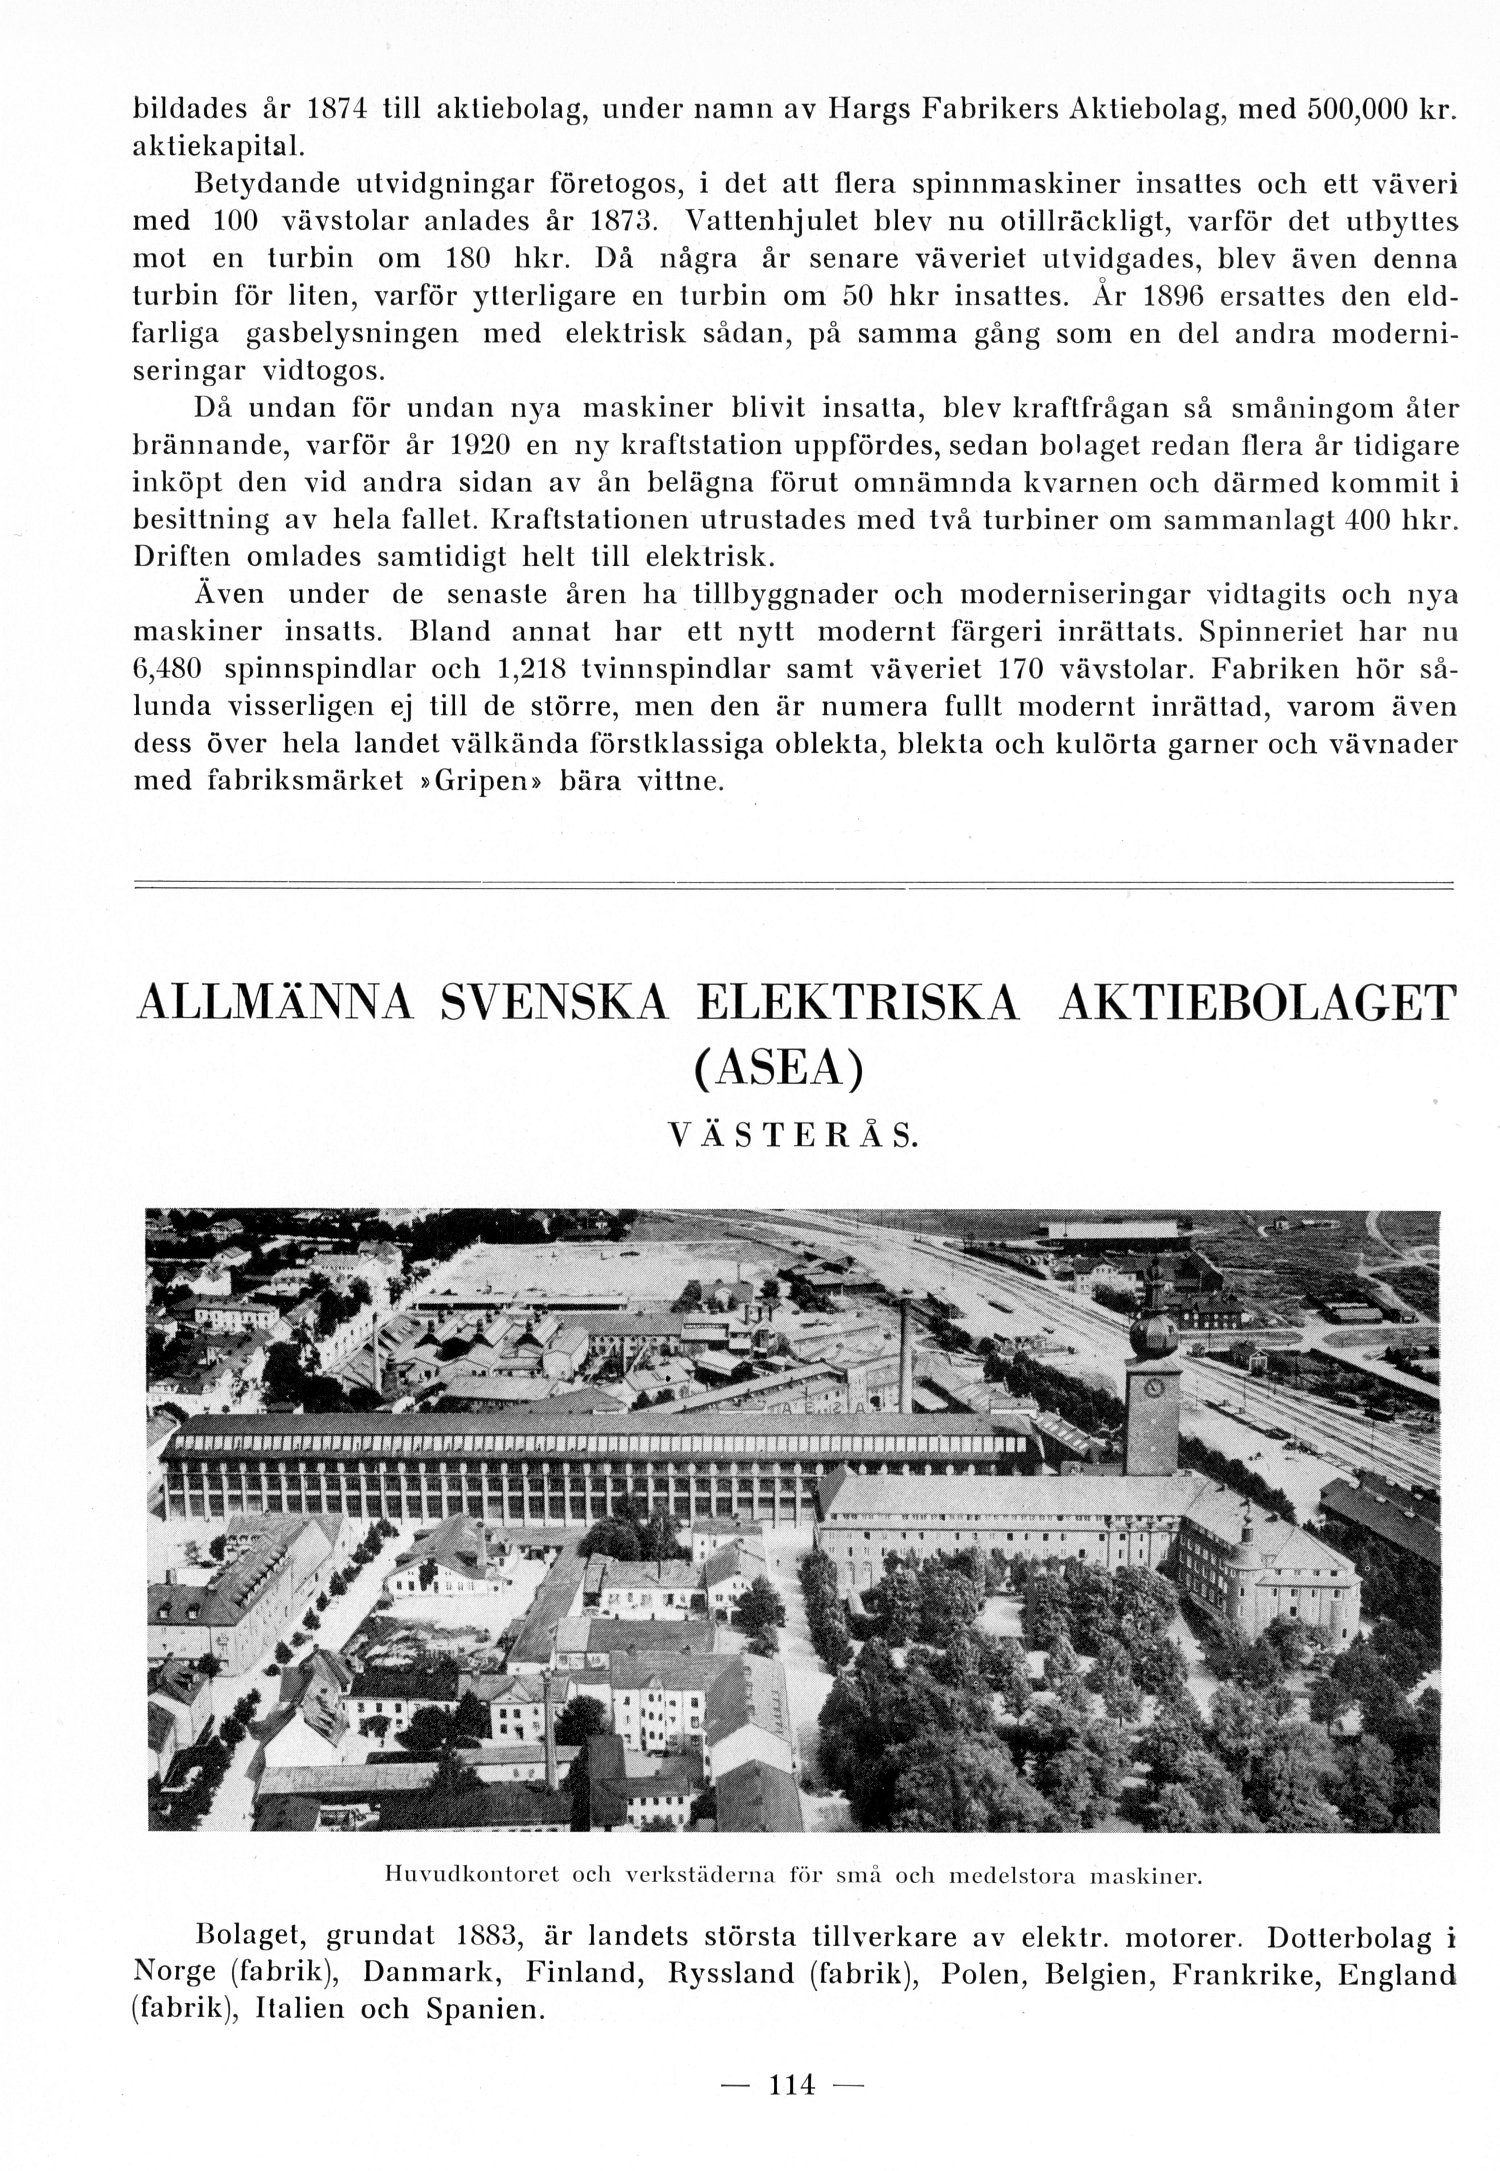 bildades år 1874 till aktiebolag, under namn av Hargs Fabrikers Aktiebolag, med 500,000 kr.
aktiekapital.
Betydande utvidgningar företogos, i det att flera spinnmaskiner insattes och ett väveri
med 100 vävstolar anlades år 1873. Vattenhjulet blev nu otillräckligt, varför det utbyttes
mot en turbin om 180 hkr. Då några år senare väveriet utvidgades, blev även denna
turbin för liten, varför ytterligare en turbin om 50 hkr insattes. År 1896 ersattes den eld-
farliga gasbelysningen med elektrisk sådan, på samma gång som en del andra moderni-
seringar vidtogos.
Då undan för undan nya maskiner blivit insatta, blev kraftfrågan så småningom åter
brännande, varför år 1920 en ny kraftstation uppfördes, sedan bolaget redan flera år tidigare
inköpt den vid andra sidan av ån belägna förut omnämnda kvarnen och därmed kommit i
besittning av hela fallet. Kraftstationen utrustades med två turbiner om sammanlagt 400 hkr.
Driften omlades samtidigt helt till elektrisk.
Även under de senaste åren ha tillbyggnader och moderniseringar vidtagits och nya
maskiner insatts. Bland annat har ett nytt modernt färgeri inrättats. Spinneriet har nu
6,480 spinnspindlar och 1,218 tvinnspindlar samt väveriet 170 vävstolar. Fabriken hör så-
lunda visserligen ej till de större, men den är numera fullt modernt inrättad, varom även
dess över hela landet välkända förstklassiga oblekta, blekta och kulörta garner och vävnader
med fabriksmärket »Gripen» bära vittne.
ALLMÄNNA SVENSKA ELEKTRISKA AKTIEBOLAGET
(ASEA)
VÄSTERÅS.
ASEA
Huvudkontoret och verkstäderna för små och medelstora maskiner.
Bolaget, grundat 1883, är landets största tillverkare av elektr. motorer. Dotterbolag i
Norge (fabrik), Danmark, Finland, Ryssland (fabrik), Polen, Belgien, Frankrike, England
(fabrik), Italien och Spanien.
— 114 —